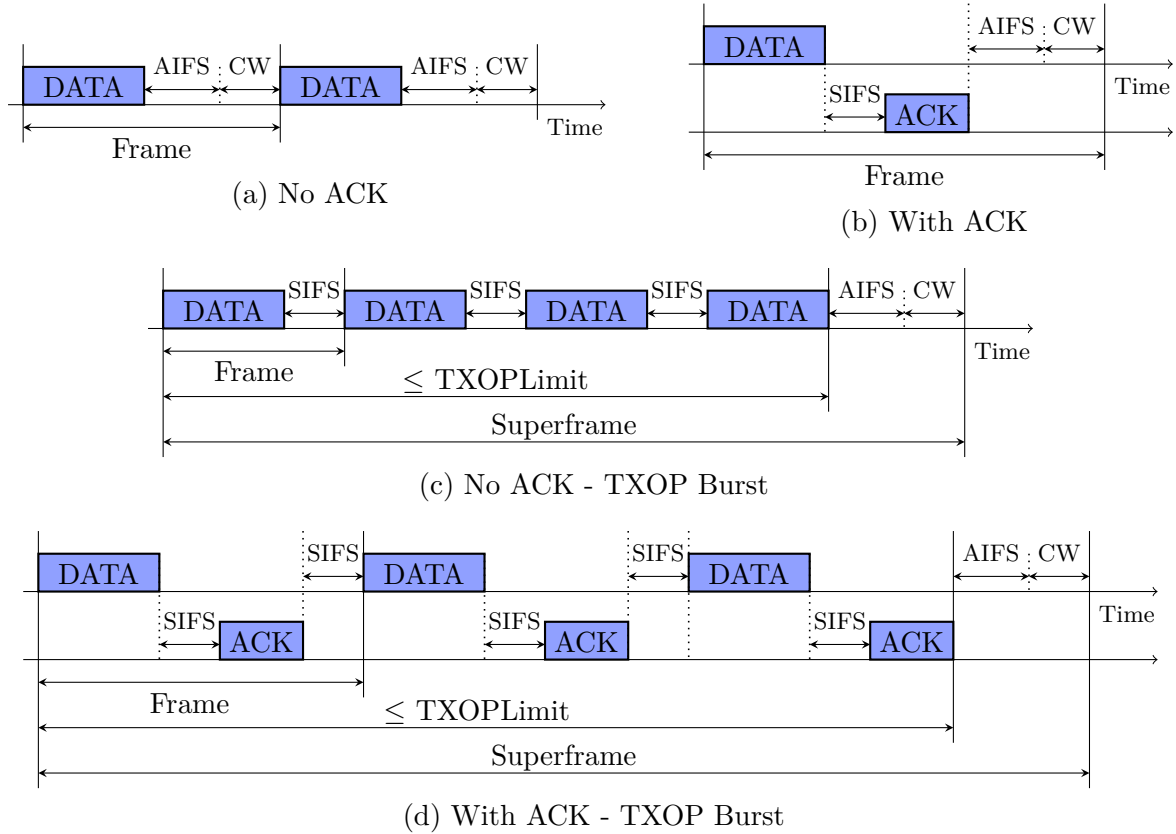 DATA AIFS CW DATA AIFS CW
Time
Frame
(a) No ACK
DATA AIFS CW
Time
SIFS ACK
Frame
(b) With ACK
DATA SIFS DATA SIFS DATA SIFS DATA AIFS CW
Time
Frame
≤ TXOPLimit
Superframe
(c) No ACK - TXOP Burst
DATA SIFS DATA SIFS DATA AIFS CW
Time
SIFS ACK SIFS ACK SIFS ACK
Frame
≤ TXOPLimit
Superframe
(d) With ACK - TXOP Burst